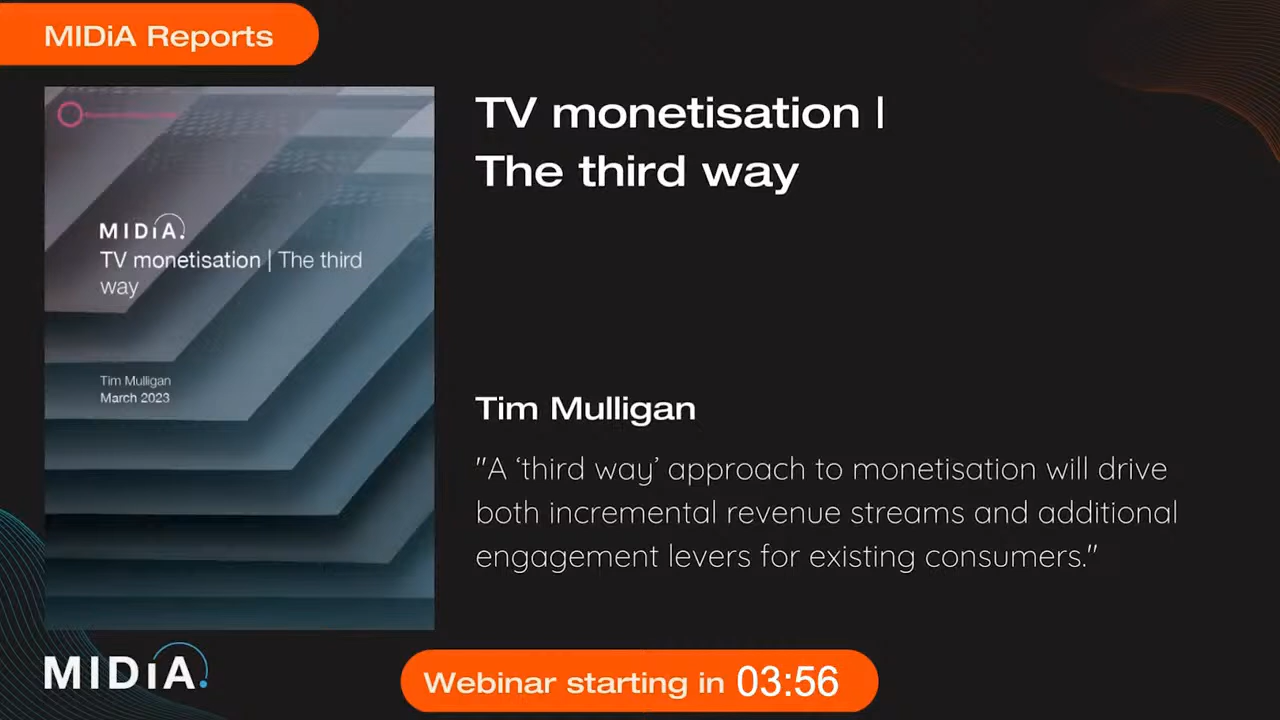 MIDiA Reports
MIDiA.
TV monetisation | The third
way
Tim Mulligan
March 2023
TV monetisation |
The third way
Tim Mulligan
"A ‘third way’ approach to monetisation will drive
both incremental revenue streams and additional
engagement levers for existing consumers."
MIDiA.
Webinar starting in 03:56